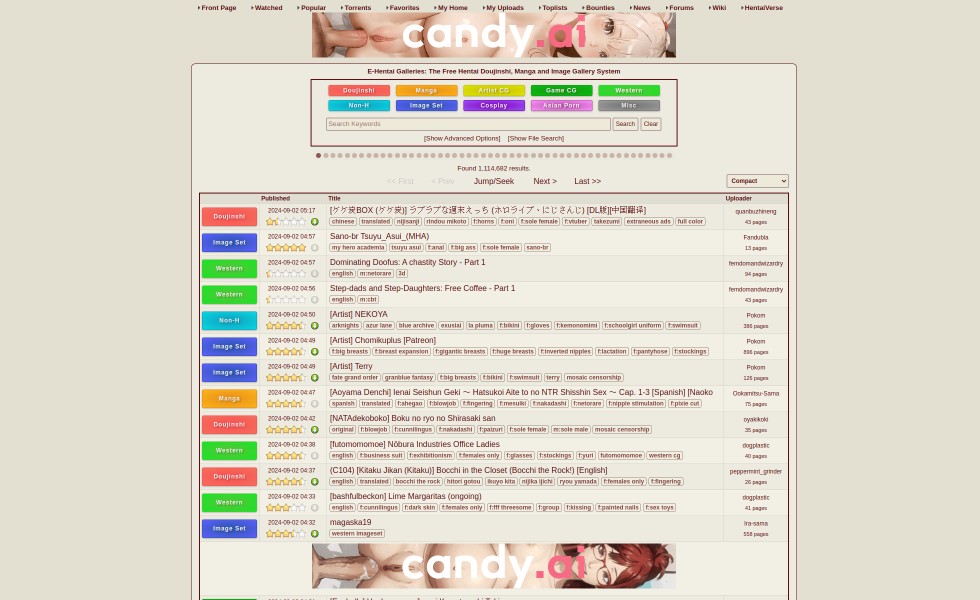 Front Page Watched Popular Torrents Favorites My Home My Uploads Toplists Bounties News Forums Wiki HentaiVerse
candy.ai
E-Hentai Galleries: The Free Hentai Doujinshi, Manga and Image Gallery System
Doujinshi Manga Artist CG Game CG Western
Non-H Image Set Cosplay Asian Porn Misc
Search Keywords Search Clear
[Show Advanced Options] [Show File Search]
Found 1,114,682 results.
<< First < Prev Jump/Seek Next > Last >> Compact
Published Title Uploader
Doujinshi 2024-09-02 05:17 [ゲゲ炭BOX (ゲゲ炭)] ラブラブな週末えっち (ホロライブ、にじさんじ) [DL版][中国翻译] quanbuzhineng
chinese translated nijisanji rindou mikoto f:horns f:oni f:sole female f:vtuber takezumi extraneous ads full color 43 pages
Image Set 2024-09-02 04:57 Sano-br Tsuyu_Asui_(MHA) Fandubla
my hero academia tsuyu asui f:anal f:big ass f:sole female sano-br 13 pages
Western 2024-09-02 04:57 Dominating Doofus: A chastity Story - Part 1 femdomandwizardry
english m:netorare 3d 94 pages
Western 2024-09-02 04:56 Step-dads and Step-Daughters: Free Coffee - Part 1 femdomandwizardry
english m:cbt 43 pages
Non-H 2024-09-02 04:50 [Artist] NEKOYA Pokom
arknights azur lane blue archive exusiai la pluma f:bikini f:gloves f:kemonomimi f:schoolgirl uniform f:swimsuit 386 pages
Image Set 2024-09-02 04:49 [Artist] Chomikuplus [Patreon] Pokom
f:big breasts f:breast expansion f:gigantic breasts f:huge breasts f:inverted nipples f:lactation f:pantyhose f:stockings 896 pages
Image Set 2024-09-02 04:49 [Artist] Terry Pokom
fate grand order granblue fantasy f:big breasts f:bikini f:swimsuit terry mosaic censorship 126 pages
Manga 2024-09-02 04:47 [Aoyama Denchi] Ienai Seishun Geki ～ Hatsukoi Aite to no NTR Shisshin Sex ～ Cap. 1-3 [Spanish] [Naoko Ookamitsu-Sama
spanish translated f:ahegao f:blowjob f:fingering f:mesuiki f:nakadashi f:netorare f:nipple stimulation f:pixie cut 75 pages
Doujinshi 2024-09-02 04:42 [NATAdekoboko] Boku no ryo no Shirasaki san oyakikoki
original f:blowjob f:cunnilingus f:nakadashi f:paizuri f:sole female m:sole male mosaic censorship 35 pages
Western 2024-09-02 04:38 [futomomomoe] Nōbura Industries Office Ladies dogplastic
english f:business suit f:exhibitionism f:females only f:glasses f:stockings f:yuri futomomomoe western cg 40 pages
Doujinshi 2024-09-02 04:37 (C104) [Kitaku Jikan (Kitaku)] Bocchi in the Closet (Bocchi the Rock!) [English] peppermint_grinder
english translated bocchi the rock hitori gotou ikuyo kita nijika ijichi ryou yamada f:females only f:fingering 26 pages
Western 2024-09-02 04:33 [bashfulbeckon] Lime Margaritas (ongoing) dogplastic
english f:cunnilingus f:dark skin f:females only f:fff threesome f:group f:kissing f:painted nails f:sex toys 41 pages
Image Set 2024-09-02 04:32 magaska19 Ira-sama
western imageset 558 pages
candy.ai